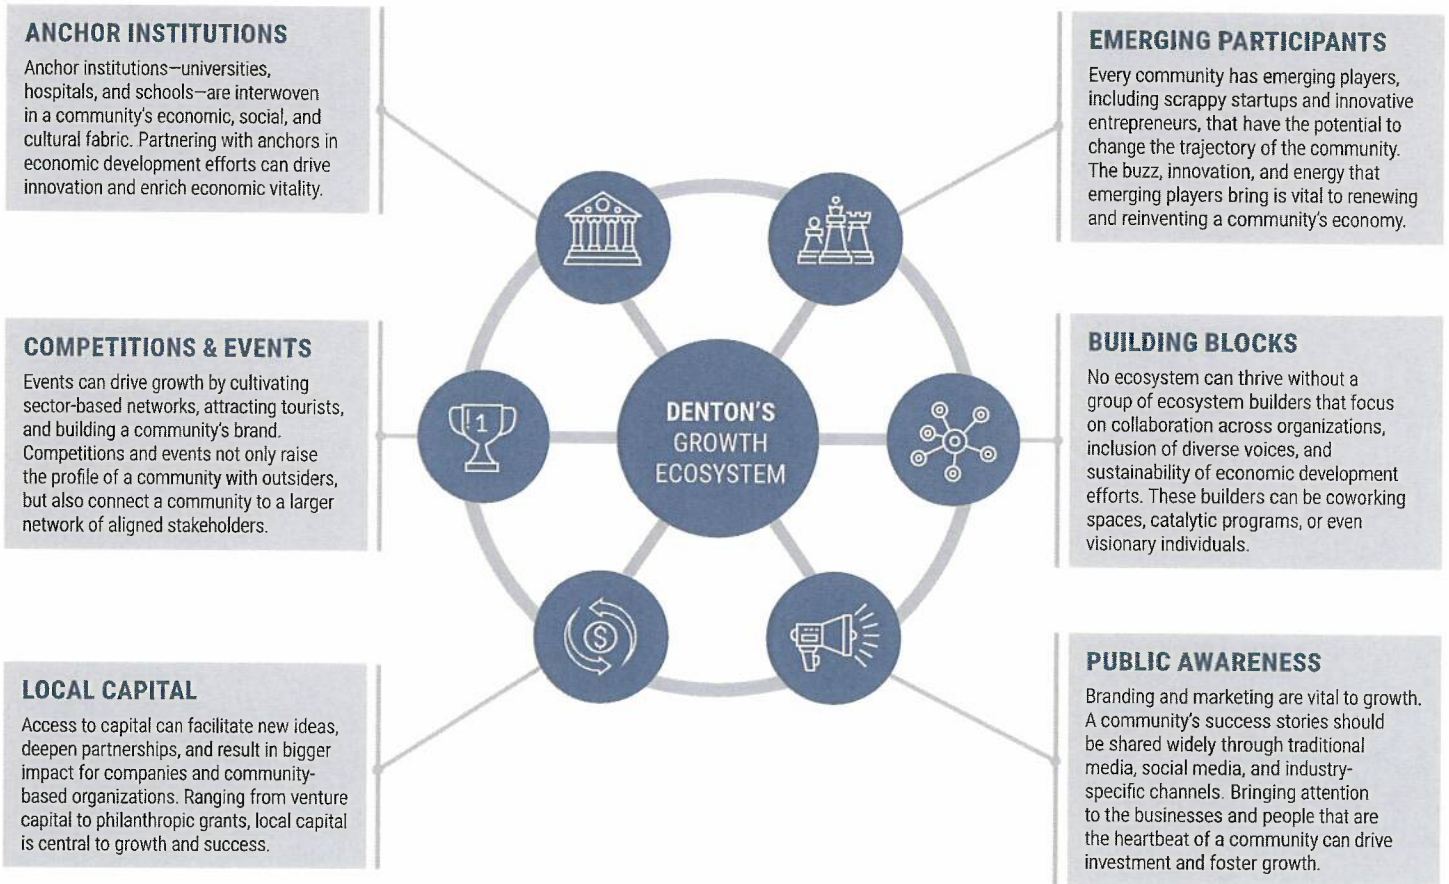 ANCHOR INSTITUTIONS
Anchor institutions—universities,
hospitals, and schools—are interwoven
in a community's economic, social, and
cultural fabric. Partnering with anchors in
economic development efforts can drive
innovation and enrich economic vitality.
EMERGING PARTICIPANTS
Every community has emerging players,
including scrappy startups and innovative
entrepreneurs, that have the potential to
change the trajectory of the community.
The buzz, innovation, and energy that
emerging players bring is vital to renewing
and reinventing a community's economy.
COMPETITIONS & EVENTS
Events can drive growth by cultivating
sector-based networks, attracting tourists,
and building a community's brand.
Competitions and events not only raise
the profile of a community with outsiders,
but also connect a community to a larger
network of aligned stakeholders.
1
DENTON'S
GROWTH
ECOSYSTEM
BUILDING BLOCKS
No ecosystem can thrive without a
group of ecosystem builders that focus
on collaboration across organizations,
inclusion of diverse voices, and
sustainability of economic development
efforts. These builders can be coworking
spaces, catalytic programs, or even
visionary individuals.
LOCAL CAPITAL
Access to capital can facilitate new ideas,
deepen partnerships, and result in bigger
impact for companies and community-
based organizations. Ranging from venture
capital to philanthropic grants, local capital
is central to growth and success.
$
PUBLIC AWARENESS
Branding and marketing are vital to growth.
A community's success stories should
be shared widely through traditional
media, social media, and industry-
specific channels. Bringing attention
to the businesses and people that are
the heartbeat of a community can drive
investment and foster growth.